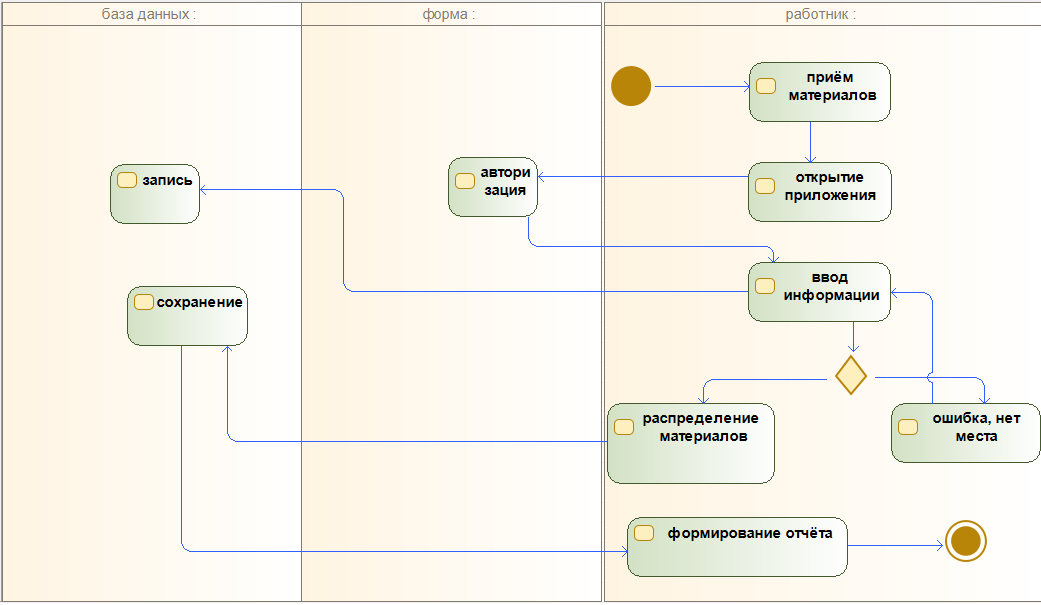 база данных :
форма :
работник :
приём
материалов
запись
автори
зация
открытие
приложения
ввод
информации
сохранение
распределение
материалов
ошибка, нет
места
формирование отчёта